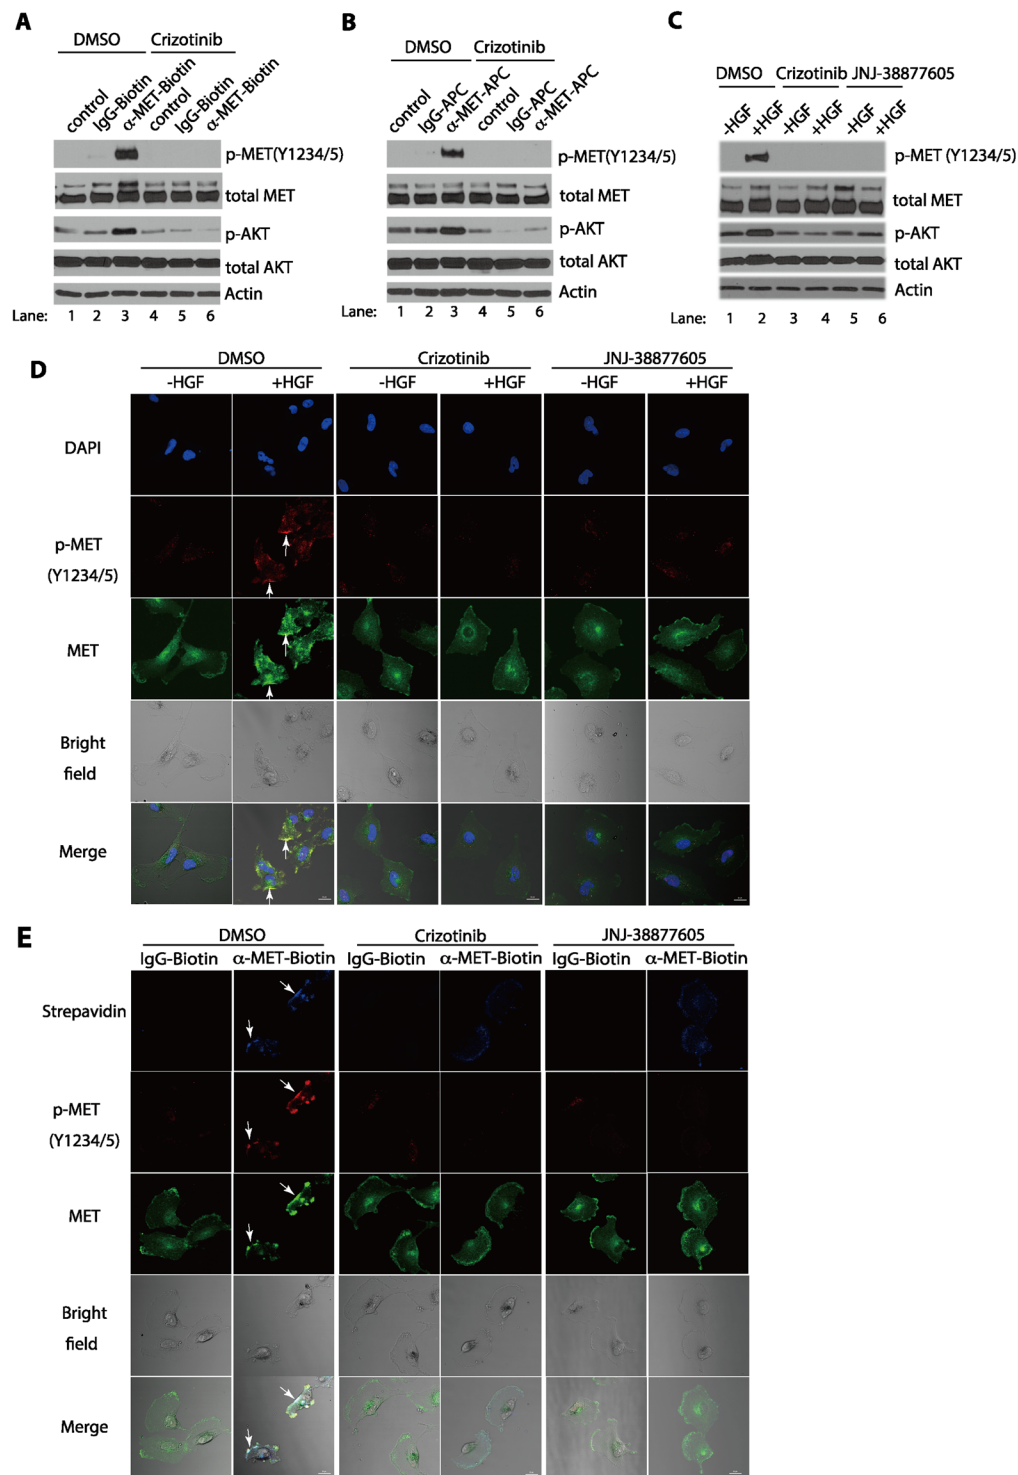 A
DMSO Crizotinib
control IgG-Biotin α-MET-Biotin control IgG-Biotin α-MET-Biotin
p-MET(Y1234/5)
total MET
p-AKT
total AKT
Actin
Lane: 1 2 3 4 5 6
B
DMSO Crizotinib
control IgG-APC α-MET-APC control IgG-APC α-MET-APC
p-MET(Y1234/5)
total MET
p-AKT
total AKT
Actin
Lane: 1 2 3 4 5 6
C
DMSO Crizotinib JNJ-38877605
-HGF +HGF -HGF +HGF -HGF +HGF
p-MET (Y1234/5)
total MET
p-AKT
total AKT
Actin
Lane: 1 2 3 4 5 6
D
DMSO Crizotinib JNJ-38877605
-HGF +HGF -HGF +HGF -HGF +HGF
DAPI
p-MET
(Y1234/5)
MET
Bright
field
Merge
E
DMSO Crizotinib JNJ-38877605
IgG-Biotin α-MET-Biotin IgG-Biotin α-MET-Biotin IgG-Biotin α-MET-Biotin
Strepavidin
p-MET
(Y1234/5)
MET
Bright
field
Merge